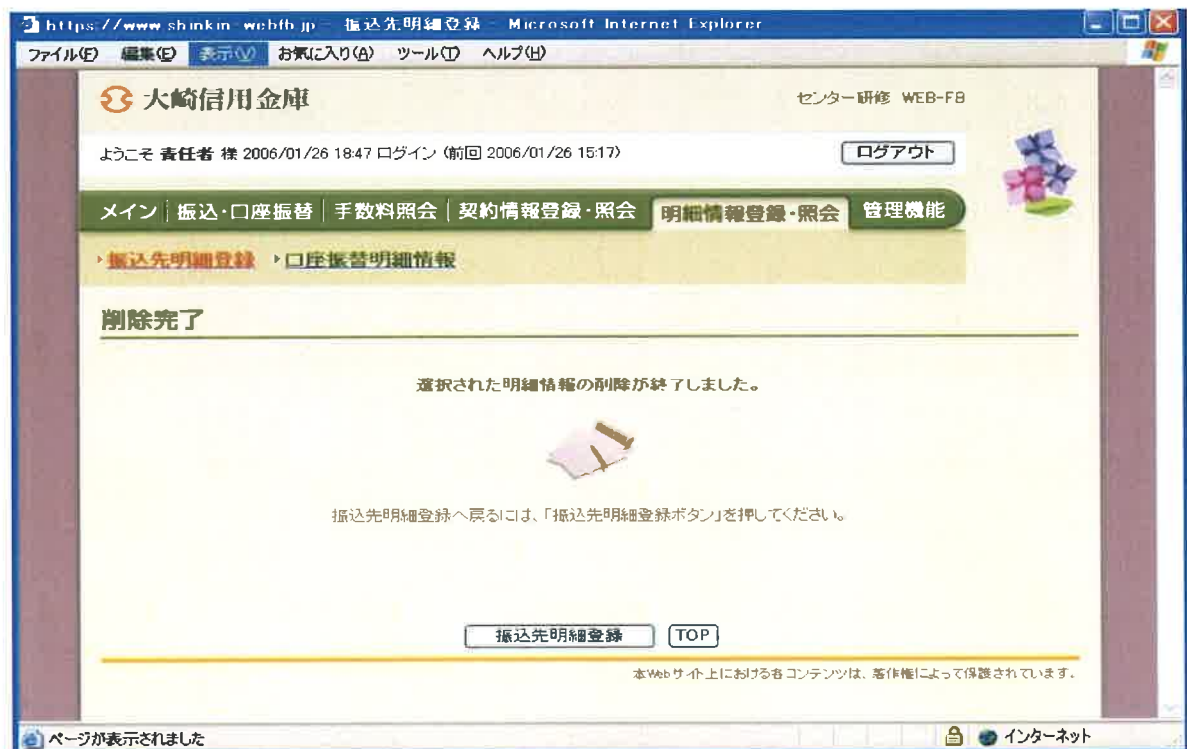 https://www.shinkin-webfb.jp - 振込先明細登録 - Microsoft Internet Explorer
ファイル(F) 編集(E) 表示(V) お気に入り(A) ツール(T) ヘルプ(H)
大崎信用金庫
センター研修 WEB-FB
ようこそ 責任者 様 2006/01/26 18:47 ログイン (前回 2006/01/26 15:17)
ログアウト
メイン 振込・口座振替 手数料照会 契約情報登録・照会 明細情報登録・照会 管理機能
振込先明細登録 口座振替明細情報
削除完了
選択された明細情報の削除が終了しました。
振込先明細登録へ戻るには、「振込先明細登録ボタン」を押してください。
振込先明細登録 TOP
本Webサイト上における各コンテンツは、著作権によって保護されています。
ページが表示されました インターネット